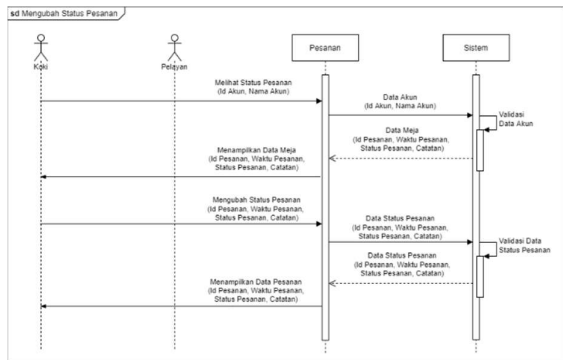 sd Mengubah Status Pesanan
Koki
Pelayan
Pesanan
Sistem
Melihat Status Pesanan
(Id Akun, Nama Akun)
Data Akun
(Id Akun, Nama Akun)
Validasi
Data Akun
Data Meja
(Id Pesanan, Waktu Pesanan,
Status Pesanan, Catatan)
Menampilkan Data Meja
(Id Pesanan, Waktu Pesanan,
Status Pesanan, Catatan)
Mengubah Status Pesanan
(Id Pesanan, Waktu Pesanan,
Status Pesanan, Catatan)
Data Status Pesanan
(Id Pesanan, Waktu Pesanan,
Status Pesanan, Catatan)
Validasi Data
Status Pesanan
Data Status Pesanan
(Id Pesanan, Waktu Pesanan,
Status Pesanan, Catatan)
Menampilkan Data Pesanan
(Id Pesanan, Waktu Pesanan,
Status Pesanan, Catatan)